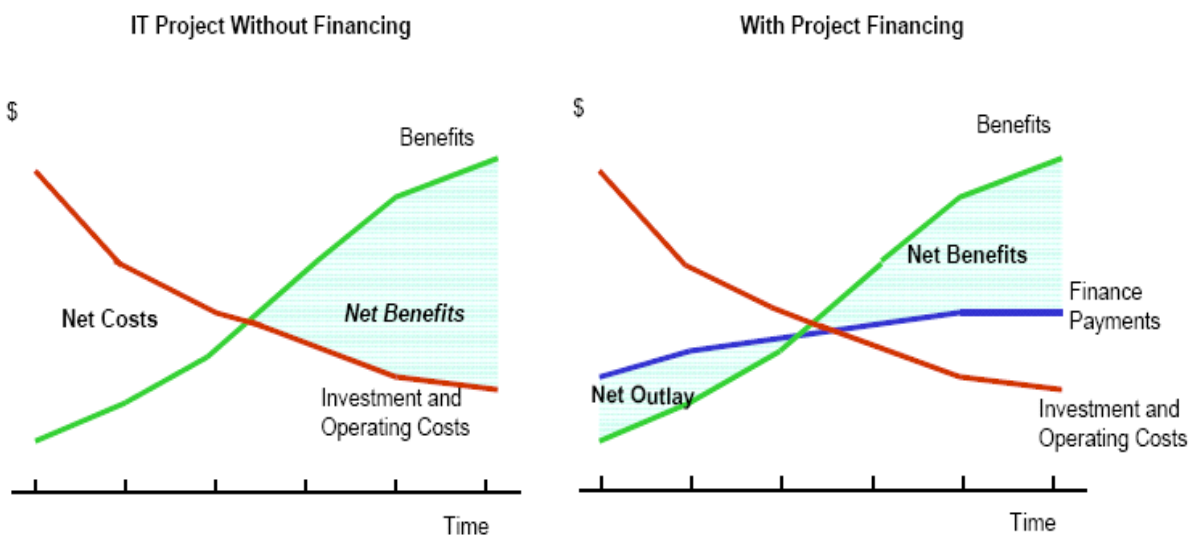 IT Project Without Financing
$
Benefits
Net Costs
Net Benefits
Investment and
Operating Costs
Time
With Project Financing
$
Benefits
Net Benefits
Finance
Payments
Net Outlay
Investment and
Operating Costs
Time